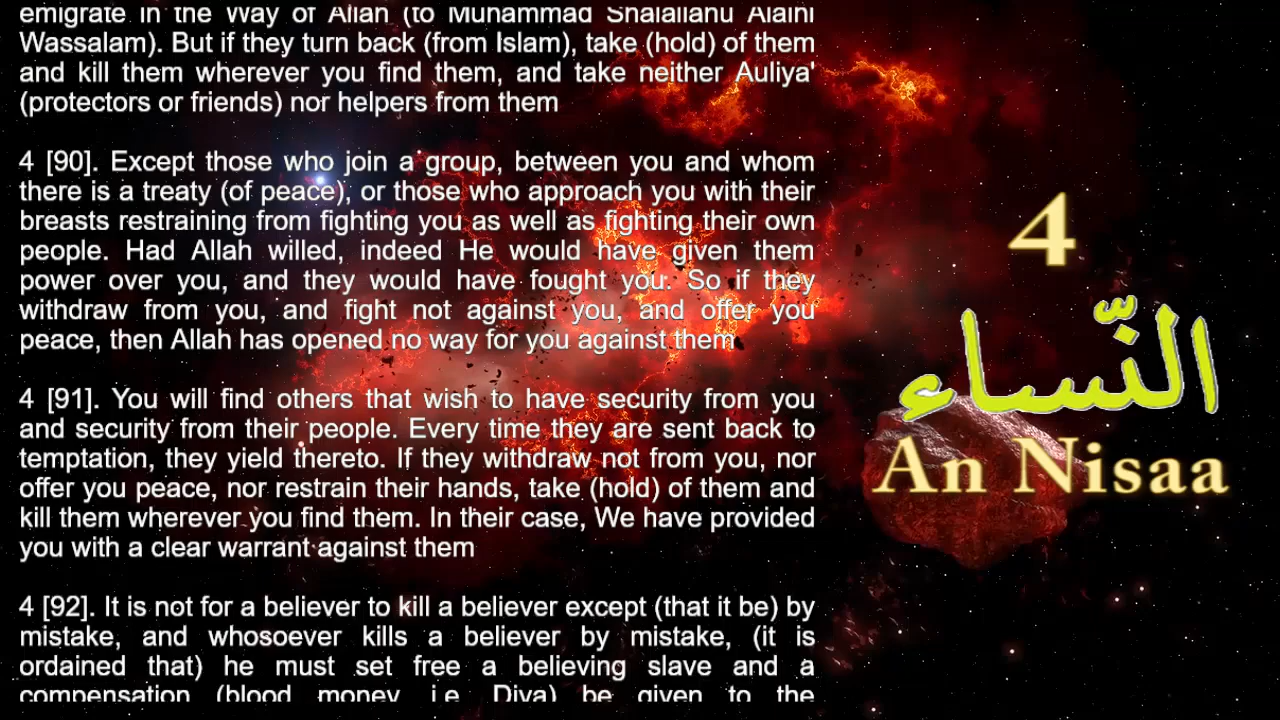 emigrate in the Way of Allah (to Muhammad Shalallahu Alaihi
Wassalam). But if they turn back (from Islam), take (hold) of them
and kill them wherever you find them, and take neither Auliya'
(protectors or friends) nor helpers from them
4 [90]. Except those who join a group, between you and whom
there is a treaty (of peace), or those who approach you with their
breasts restraining from fighting you as well as fighting their own
people. Had Allah willed, indeed He would have given them
power over you, and they would have fought you. So if they
withdraw from you, and fight not against you, and offer you
peace, then Allah has opened no way for you against them
4 [91]. You will find others that wish to have security from you
and security from their people. Every time they are sent back to
temptation, they yield thereto. If they withdraw not from you, nor
offer you peace, nor restrain their hands, take (hold) of them and
kill them wherever you find them. In their case, We have provided
you with a clear warrant against them
4 [92]. It is not for a believer to kill a believer except (that it be) by
mistake, and whosoever kills a believer by mistake, (it is
ordained that) he must set free a believing slave and a
compensation (blood money, i.e. Diya) be given to the
4
النّساء
An Nisaa